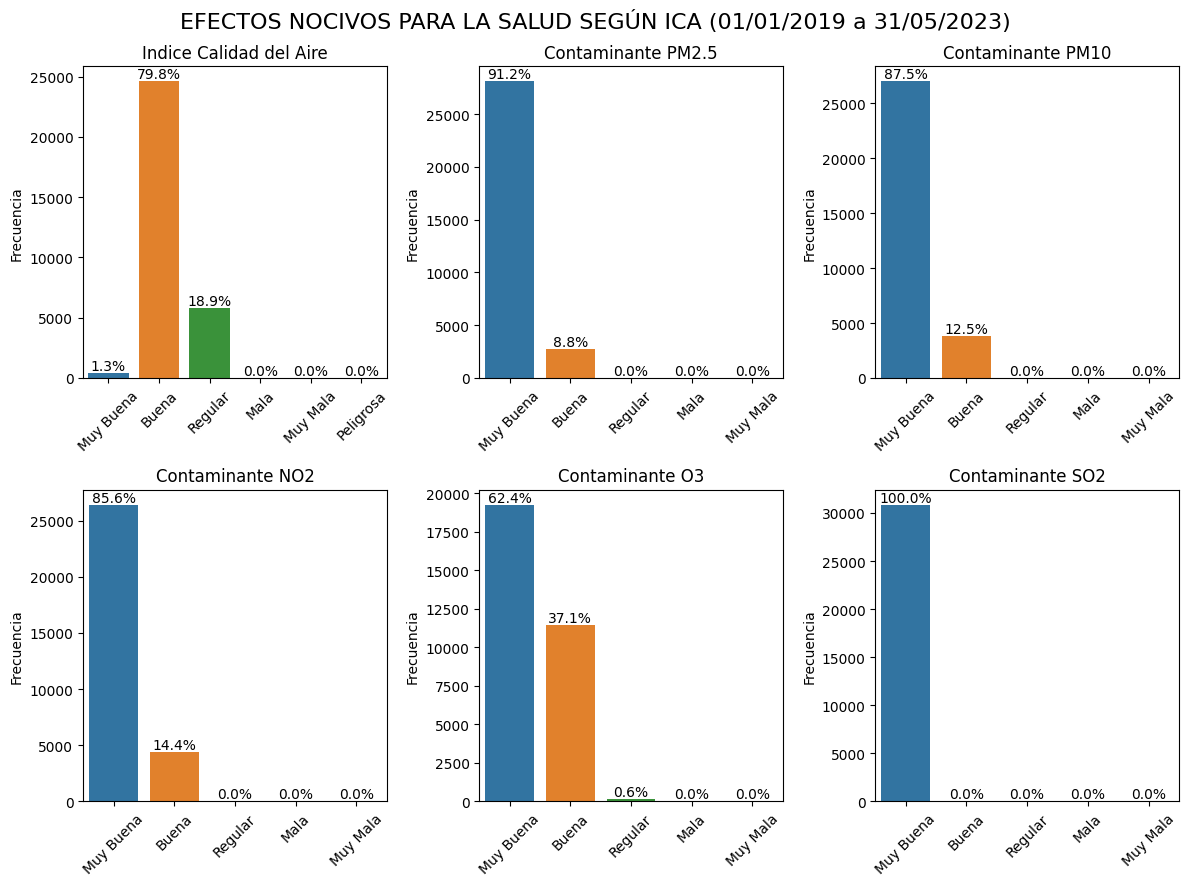 EFECTOS NOCIVOS PARA LA SALUD SEGÚN ICA (01/01/2019 a 31/05/2023)
Indice Calidad del Aire
Frecuencia
25000
20000
15000
10000
5000
0
1.3%
79.8%
18.9%
0.0%
0.0%
0.0%
Muy Buena
Buena
Regular
Mala
Muy Mala
Peligrosa
Contaminante PM2.5
Frecuencia
25000
20000
15000
10000
5000
0
91.2%
8.8%
0.0%
0.0%
0.0%
Muy Buena
Buena
Regular
Mala
Muy Mala
Contaminante PM10
Frecuencia
25000
20000
15000
10000
5000
0
87.5%
12.5%
0.0%
0.0%
0.0%
Muy Buena
Buena
Regular
Mala
Muy Mala
Contaminante NO2
Frecuencia
25000
20000
15000
10000
5000
0
85.6%
14.4%
0.0%
0.0%
0.0%
Muy Buena
Buena
Regular
Mala
Muy Mala
Contaminante O3
Frecuencia
20000
17500
15000
12500
10000
7500
5000
2500
0
62.4%
37.1%
0.6%
0.0%
0.0%
Muy Buena
Buena
Regular
Mala
Muy Mala
Contaminante SO2
Frecuencia
30000
25000
20000
15000
10000
5000
0
100.0%
0.0%
0.0%
0.0%
0.0%
Muy Buena
Buena
Regular
Mala
Muy Mala